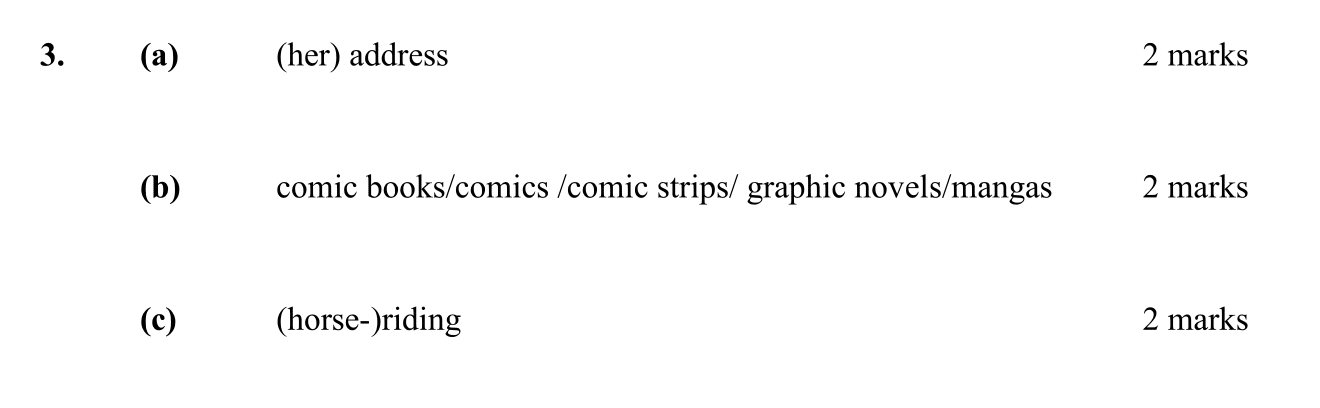 3. (a) (her) address 2 marks
(b) comic books/comics /comic strips/ graphic novels/mangas 2 marks
(c) (horse-)riding 2 marks